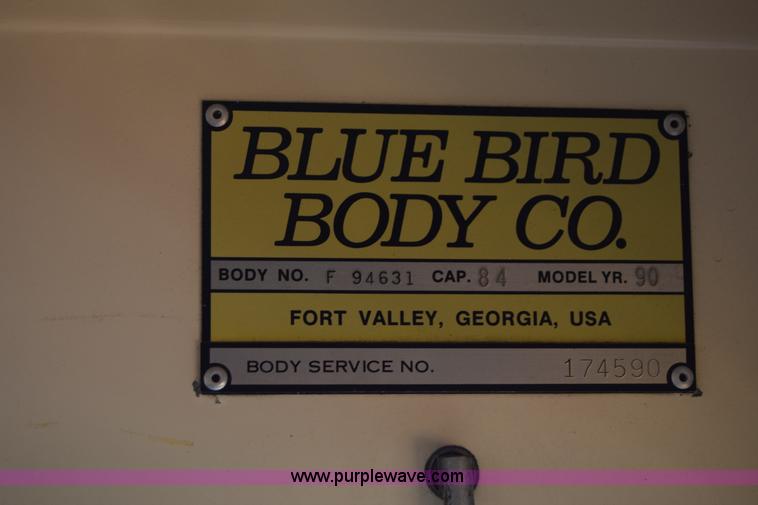 BLUE BIRD
BODY CO.
BODY NO. F 94631 CAP. 84 MODEL YR. 90
FORT VALLEY, GEORGIA, USA
BODY SERVICE NO. 174590
www.purplewave.com